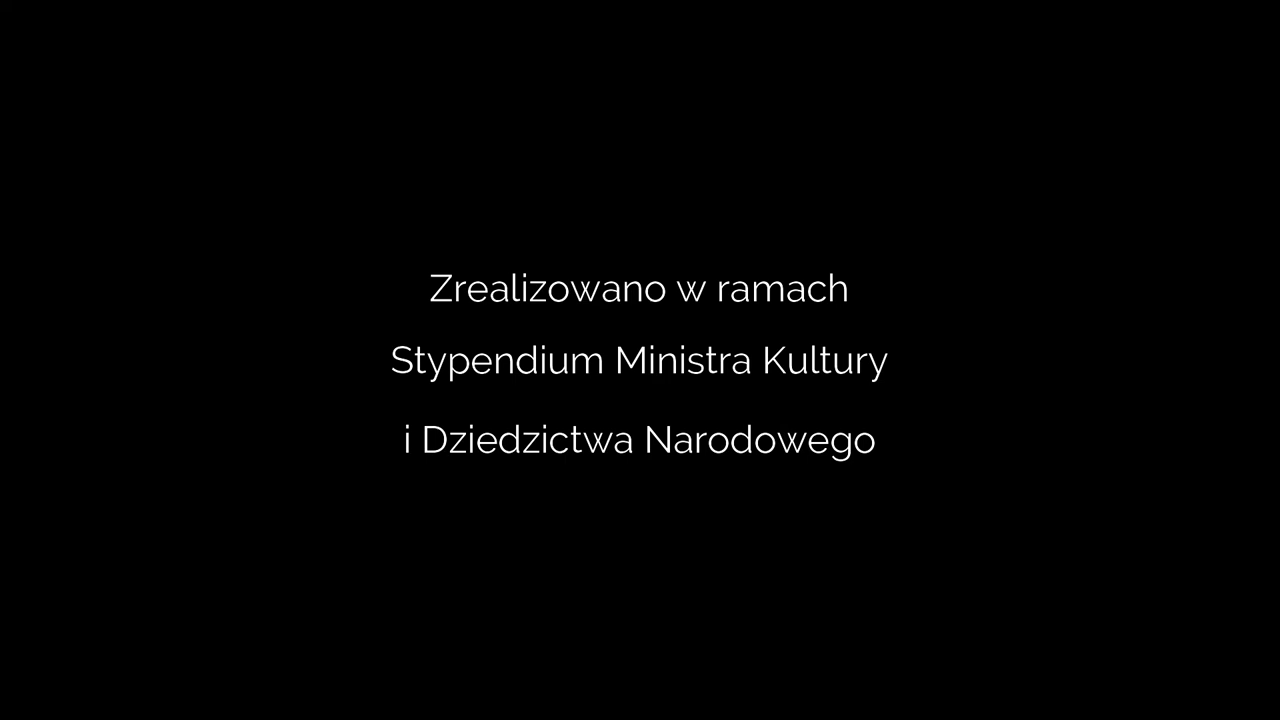 Zrealizowano w ramach
Stypendium Ministra Kultury
i Dziedzictwa Narodowego